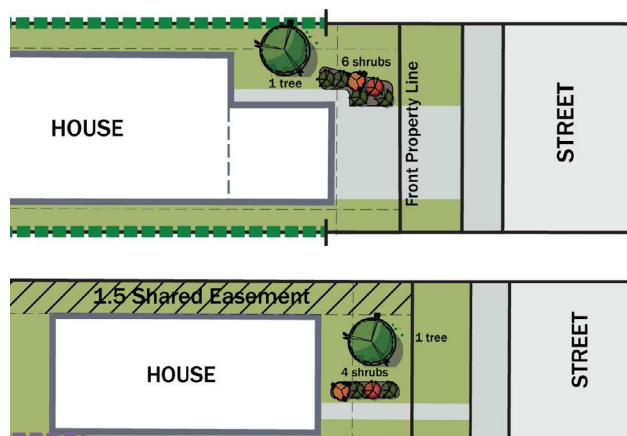 6 shrubs
1 tree
HOUSE
Front Property Line
STREET
1.5 Shared Easement
1 tree
4 shrubs
HOUSE
STREET